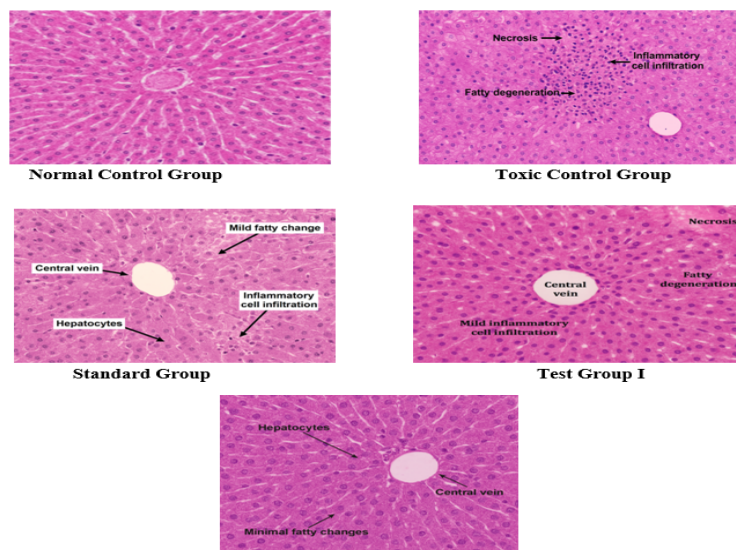 Necrosis
Inflammatory
cell infiltration
Fatty degeneration
Normal Control Group
Toxic Control Group
Mild fatty change
Central vein
Inflammatory
cell infiltration
Hepatocytes
Standard Group
Necrosis
Fatty
degeneration
Central
vein
Mild inflammatory
cell infiltration
Test Group I
Hepatocytes
Central vein
Minimal fatty changes